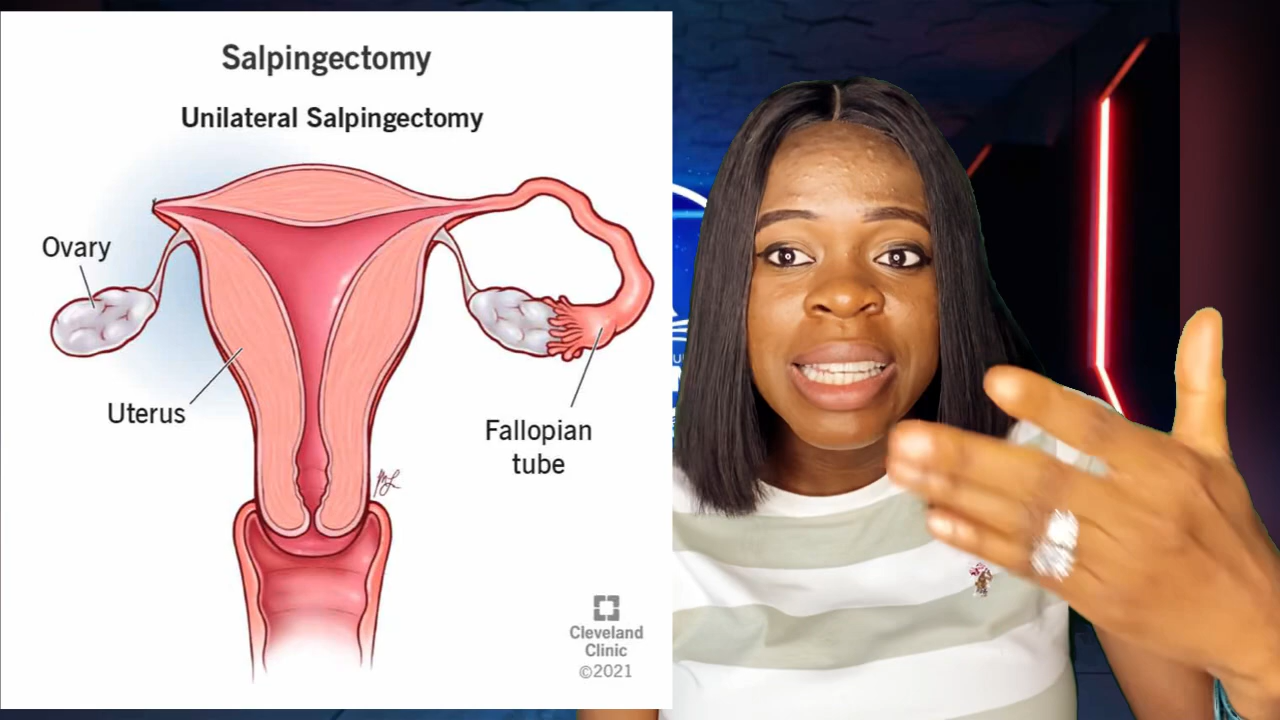 Salpingectomy
Unilateral Salpingectomy
Ovary
Uterus
Fallopian
tube
Cleveland
Clinic
©2021